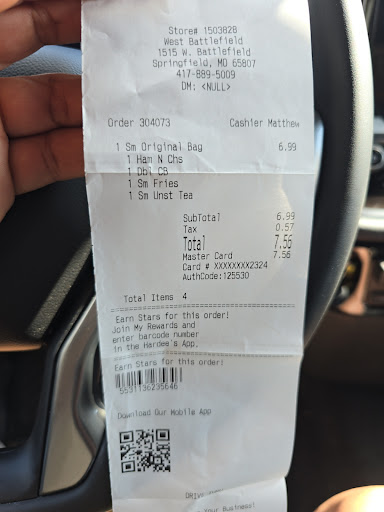 Store# 1503828
West Battlefield
1515 W. Battlefield
Springfield, MO 65807
417-889-5009
DM: <NULL>
Order 304073 Cashier Matthew
1 Sm Original Bag 6.99
1 Ham N Chs
1 Dbl CB
1 Sm Fries
1 Sm Unst Tea
SubTotal 6.99
Tax 0.57
Total 7.56
Master Card 7.56
Card # XXXXXXXX2324
AuthCode:125530
Total Items 4
Earn Stars for this order!
Join My Rewards and
enter barcode number
in the Hardee's App.
Earn Stars for this order!
5531136235646
Download Our Mobile App
Your Business!